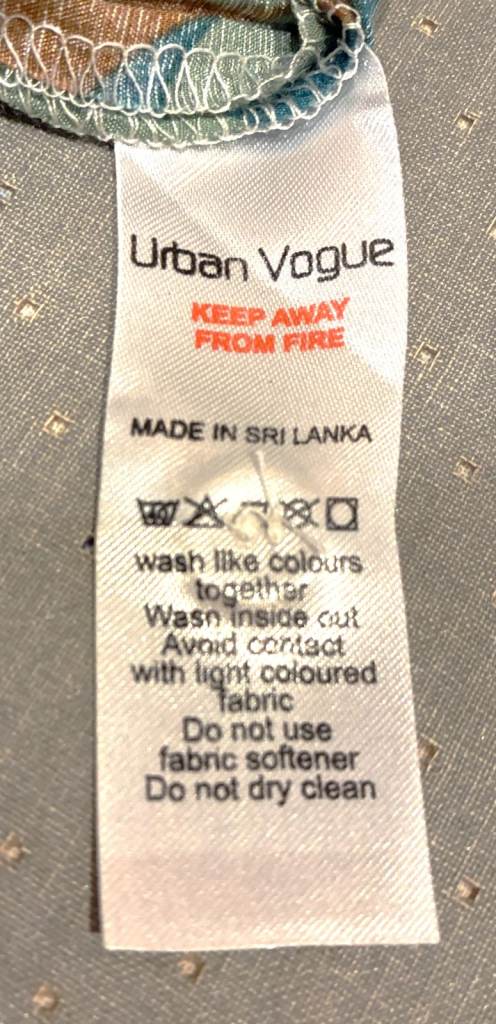 Urban Vogue
KEEP AWAY
FROM FIRE
MADE IN SRI LANKA
wash like colours
together
Wash inside out
Avoid contact
with light coloured
fabric
Do not use
fabric softener
Do not dry clean